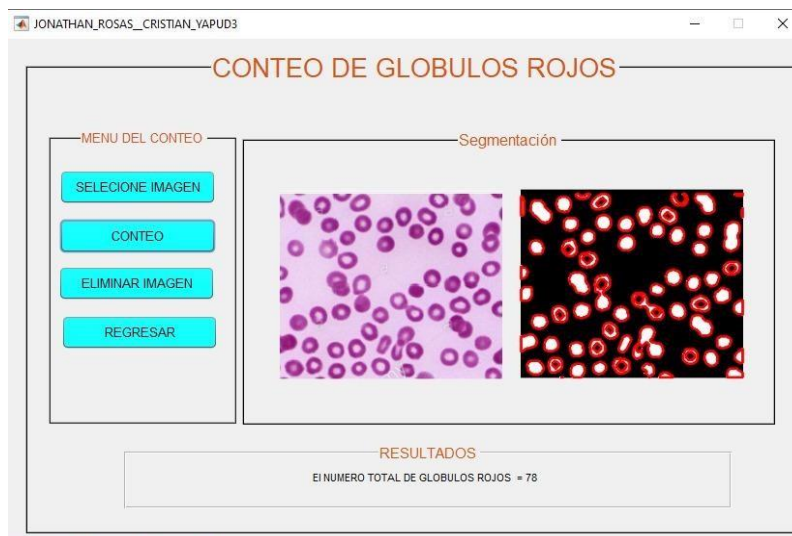 JONATHAN_ROSAS__CRISTIAN_YAPUD3
CONTEO DE GLOBULOS ROJOS
MENU DEL CONTEO
SELECIONE IMAGEN
CONTEO
ELIMINAR IMAGEN
REGRESAR
Segmentación
RESULTADOS
El NUMERO TOTAL DE GLOBULOS ROJOS = 78